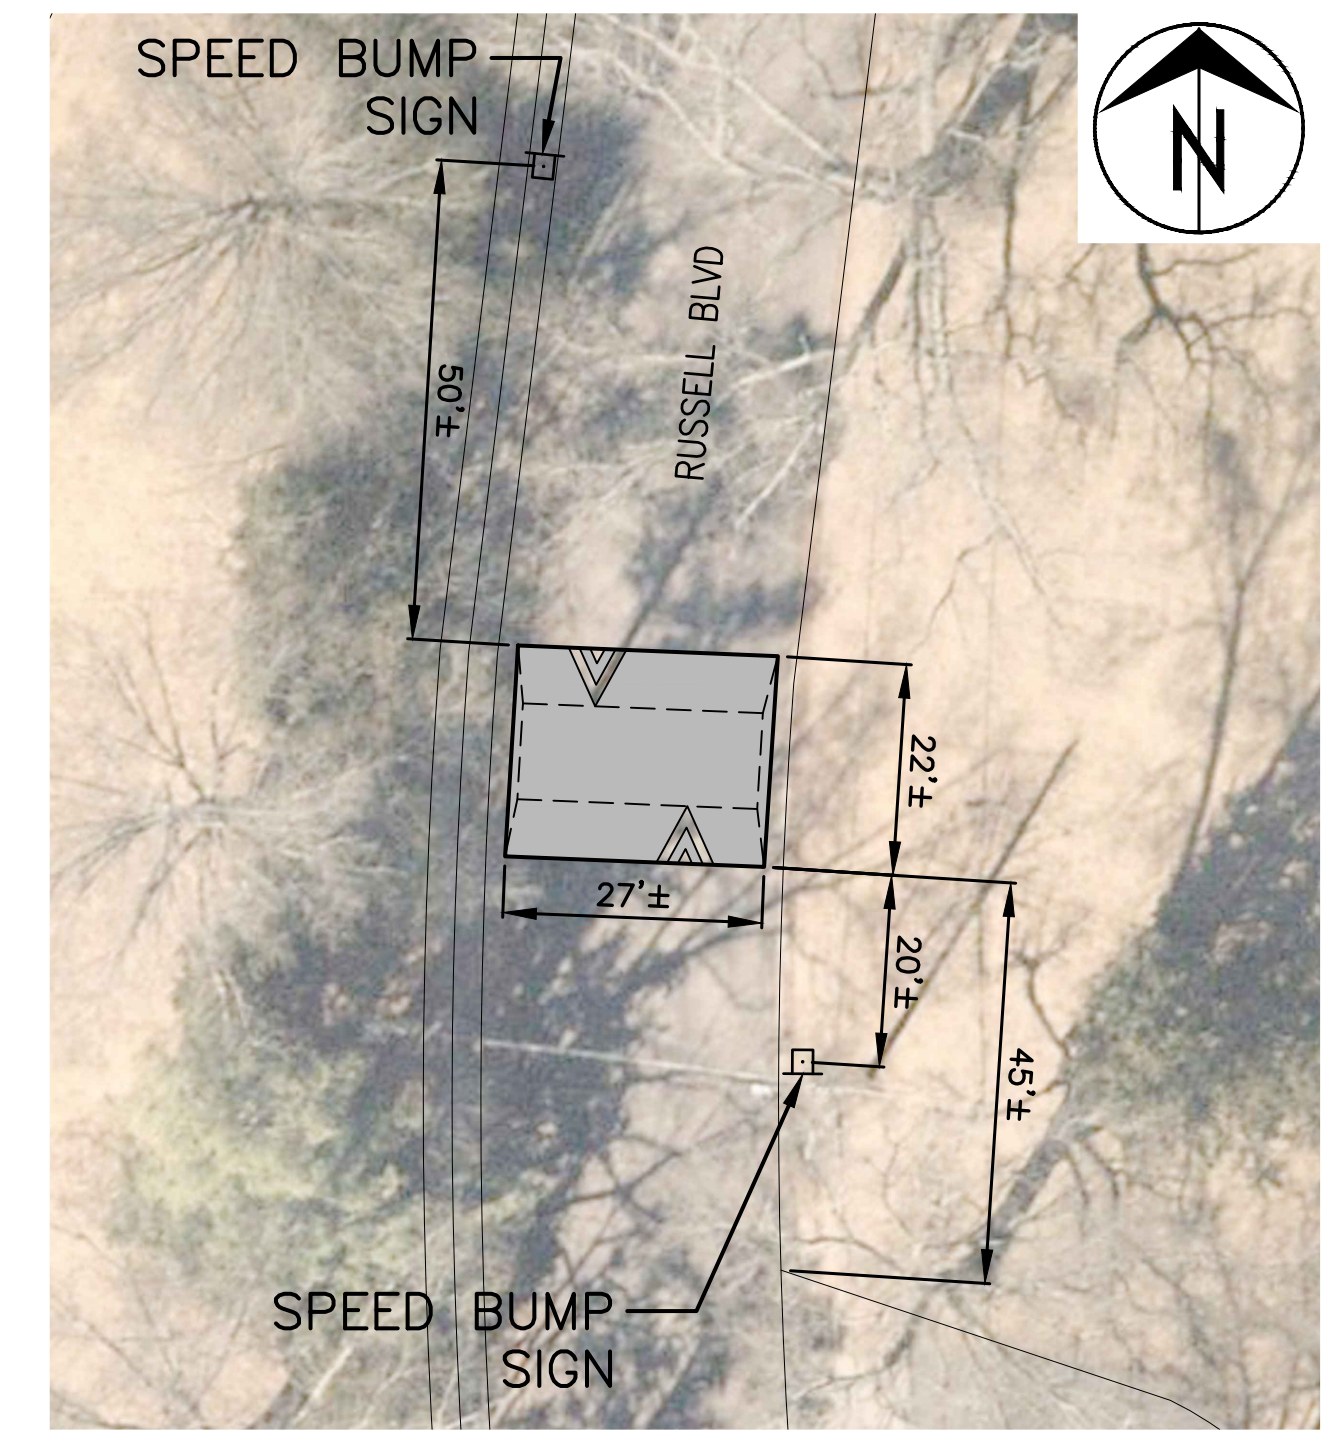 SPEED BUMP
SIGN
N
RUSSELL BLVD
50'±
22'±
27'±
20'±
45'±
SPEED BUMP
SIGN